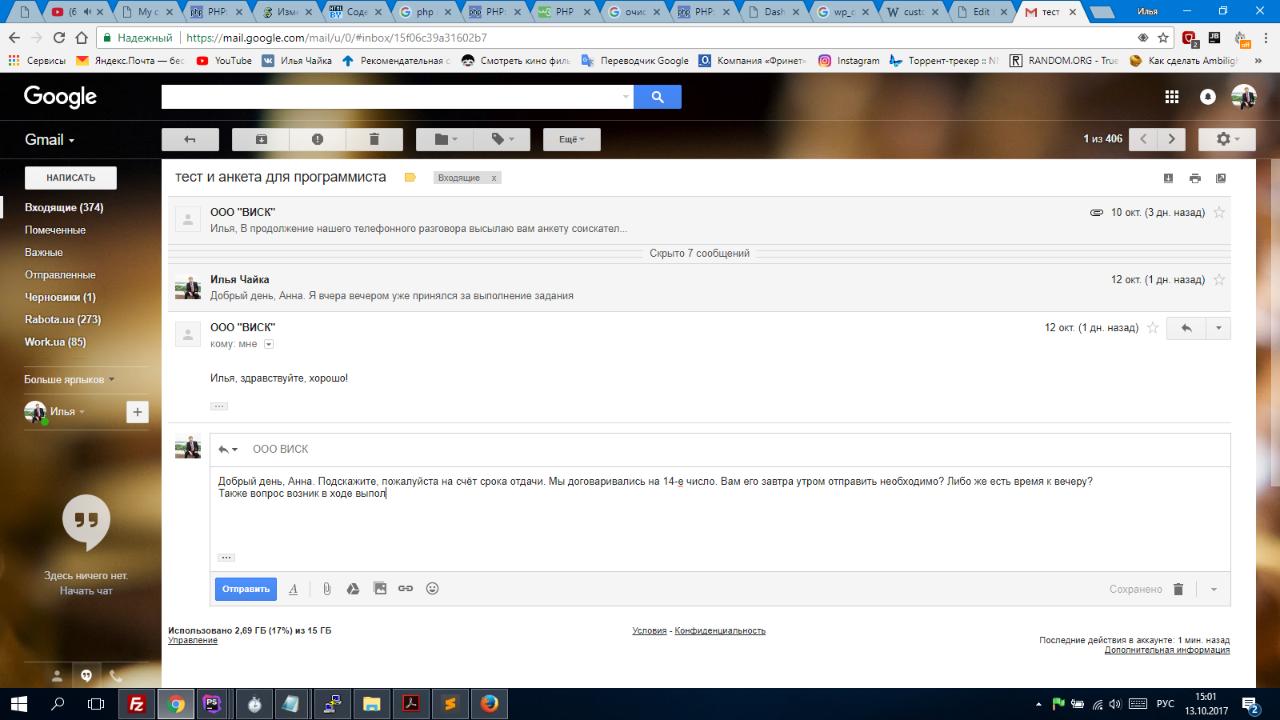 (6
My c
PHP:
Изме
Соде
php
PHP:
PHP
очис
PHP:
Dash
wp_c
custo
Edit
тест
Илья
Надежный
https://mail.google.com/mail/u/0/#inbox/15f06c39a31602b7
Сервисы
Яндекс.Почта — бес
YouTube
Илья Чайка
Рекомендательная с
Смотреть кино филь
Переводчик Google
Компания «Фринет»
Instagram
Торрент-трекер :: NN
RANDOM.ORG - True
Как сделать Ambiligh
Google
Gmail
Ещё
1 из 406
НАПИСАТЬ
тест и анкета для программиста
Входящие x
Входящие (374)
Помеченные
Важные
Отправленные
Черновики (1)
Rabota.ua (273)
Work.ua (85)
Больше ярлыков
Илья
ООО "ВИСК"
10 окт. (3 дн. назад)
Илья, В продолжение нашего телефонного разговора высылаю вам анкету соискател...
Скрыто 7 сообщений
Илья Чайка
12 окт. (1 дн. назад)
Добрый день, Анна. Я вчера вечером уже принялся за выполнение задания
ООО "ВИСК"
12 окт. (1 дн. назад)
кому: мне
Илья, здравствуйте, хорошо!
ООО ВИСК
Добрый день, Анна. Подскажите, пожалуйста на счёт срока отдачи. Мы договаривались на 14-е число. Вам его завтра утром отправить необходимо? Либо же есть время к вечеру?
Также вопрос возник в ходе выпол
Здесь ничего нет.
Начать чат
Отправить
Сохранено
Использовано 2,69 ГБ (17%) из 15 ГБ
Управление
Условия - Конфиденциальность
Последние действия в аккаунте: 1 мин. назад
Дополнительная информация
РУС
15:01
13.10.2017